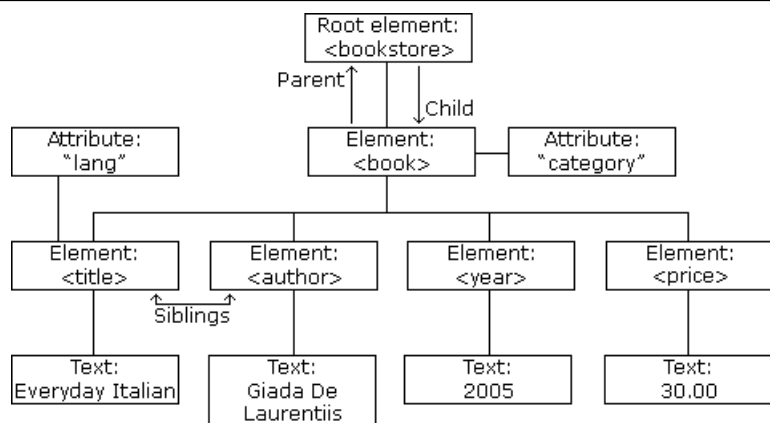 Root element:
<bookstore>
Parent
Child
Attribute:
“lang”
Element:
<book>
Attribute:
“category”
Element:
<title>
Element:
<author>
Element:
<year>
Element:
<price>
Siblings
Text:
Everyday Italian
Text:
Giada De
Laurentiis
Text:
2005
Text:
30.00